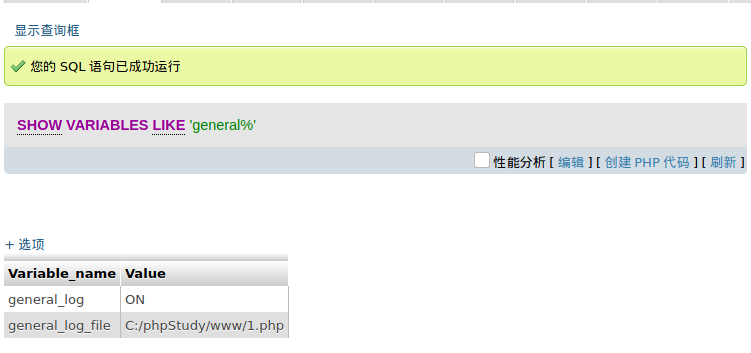 显示查询框
您的 SQL 语句已成功运行
SHOW VARIABLES LIKE 'general%'
性能分析 [ 编辑 ] [ 创建 PHP 代码 ] [ 刷新 ]
+ 选项
Variable_name Value
general_log ON
general_log_file C:/phpStudy/www/1.php